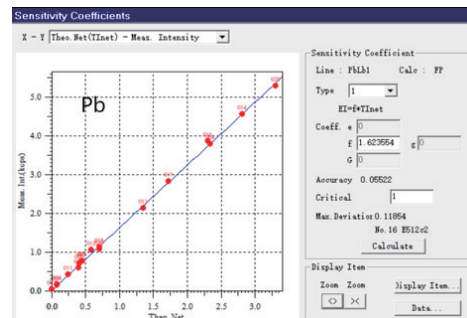 Sensitivity Coefficients
X - Y Theo.Net(TInet) - Meas. Intensity
Pb
Meas. Int(kcps)
5.0
4.0
3.0
2.0
1.0
0.0
0.0 0.5 1.0 1.5 2.0 2.5 3.0
Theo. Net
Sensitivity Coefficient
Line : PbLb1 Calc : FP
Type 1
EI=f*TInet
Coeff. e 0
f 1.623554 g 0
G 0
Accuracy 0.05522
Critical 1
Max.Deviation 0.11854
No.16
Calculate
Display Item
Zoom Zoom Display Item...
<> ><
Data...